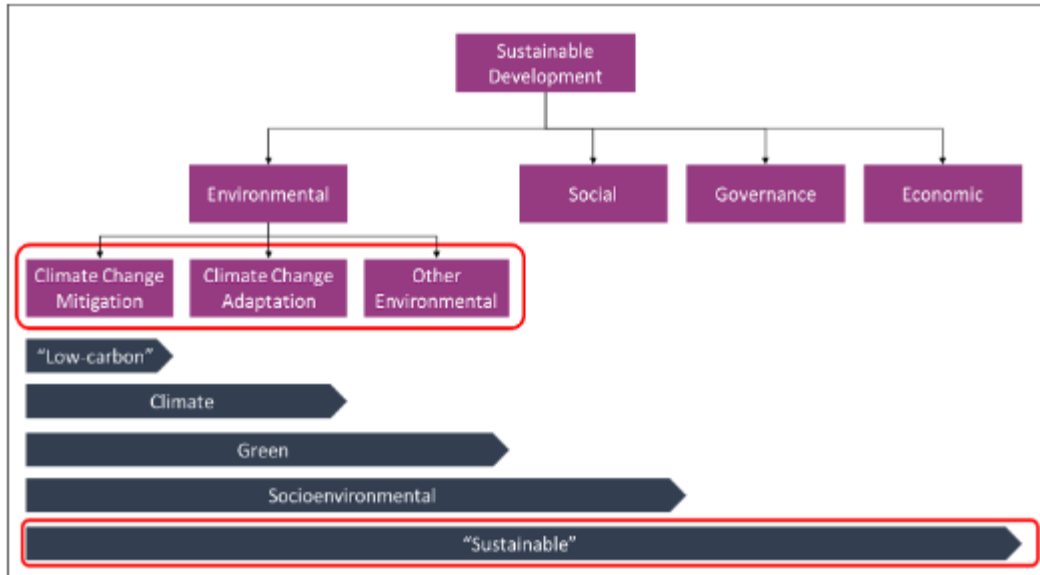 Sustainable
Development
Environmental
Social
Governance
Economic
Climate Change
Mitigation
Climate Change
Adaptation
Other
Environmental
“Low-carbon”
Climate
Green
Socioenvironmental
“Sustainable”